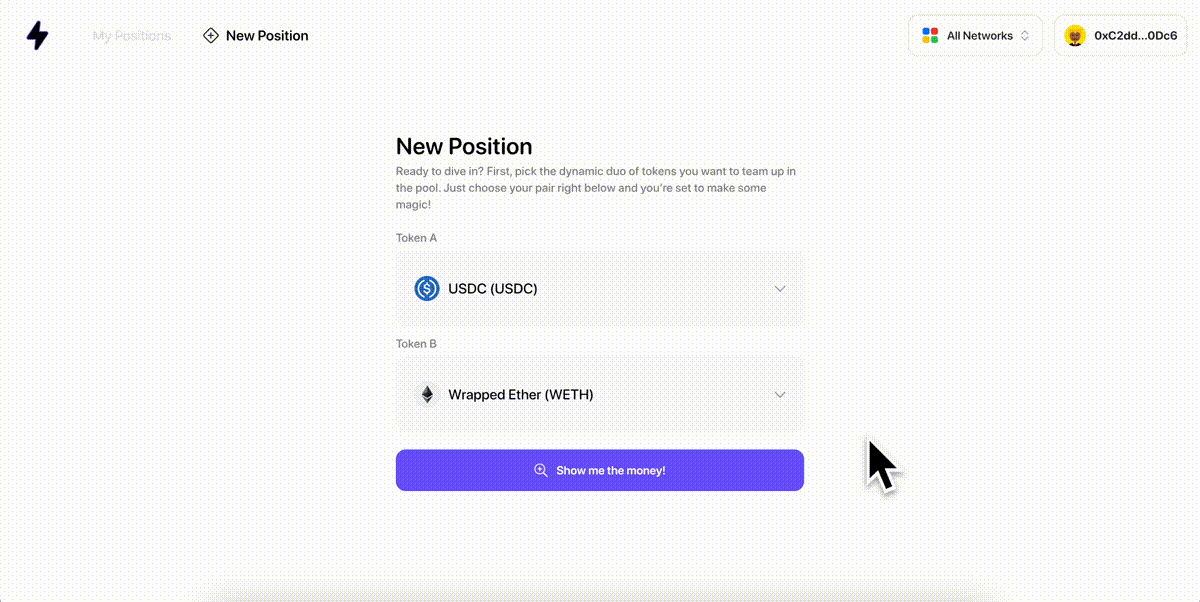 My Positions
New Position
All Networks
0xC2dd...0Dc6
New Position
Ready to dive in? First, pick the dynamic duo of tokens you want to team up in
the pool. Just choose your pair right below and you're set to make some
magic!
Token A
USDC (USDC)
Token B
Wrapped Ether (WETH)
Show me the money!